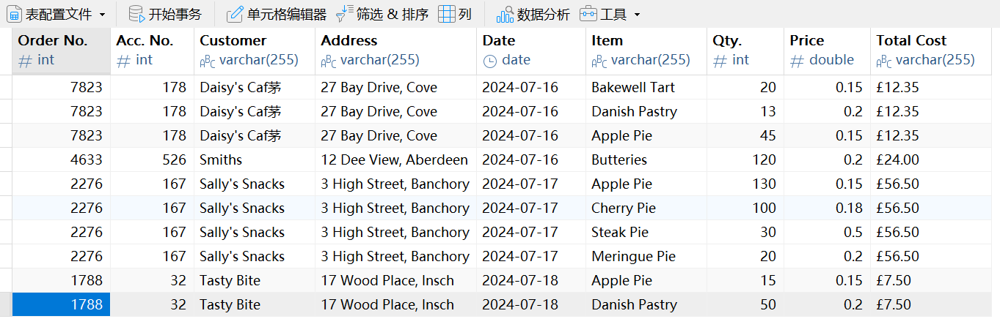 表配置文件 开始事务 单元格编辑器 筛选 & 排序 列 数据分析 工具
Order No. Acc. No. Customer Address Date Item Qty. Price Total Cost
# int # int ABC varchar(255) ABC varchar(255) date ABC varchar(255) # int # double ABC varchar(255)
7823 178 Daisy's Caf茅 27 Bay Drive, Cove 2024-07-16 Bakewell Tart 20 0.15 £12.35
7823 178 Daisy's Caf茅 27 Bay Drive, Cove 2024-07-16 Danish Pastry 13 0.2 £12.35
7823 178 Daisy's Caf茅 27 Bay Drive, Cove 2024-07-16 Apple Pie 45 0.15 £12.35
4633 526 Smiths 12 Dee View, Aberdeen 2024-07-16 Butteries 120 0.2 £24.00
2276 167 Sally's Snacks 3 High Street, Banchory 2024-07-17 Apple Pie 130 0.15 £56.50
2276 167 Sally's Snacks 3 High Street, Banchory 2024-07-17 Cherry Pie 100 0.18 £56.50
2276 167 Sally's Snacks 3 High Street, Banchory 2024-07-17 Steak Pie 30 0.5 £56.50
2276 167 Sally's Snacks 3 High Street, Banchory 2024-07-17 Meringue Pie 20 0.2 £56.50
1788 32 Tasty Bite 17 Wood Place, Insch 2024-07-18 Apple Pie 15 0.15 £7.50
1788 32 Tasty Bite 17 Wood Place, Insch 2024-07-18 Danish Pastry 50 0.2 £7.50